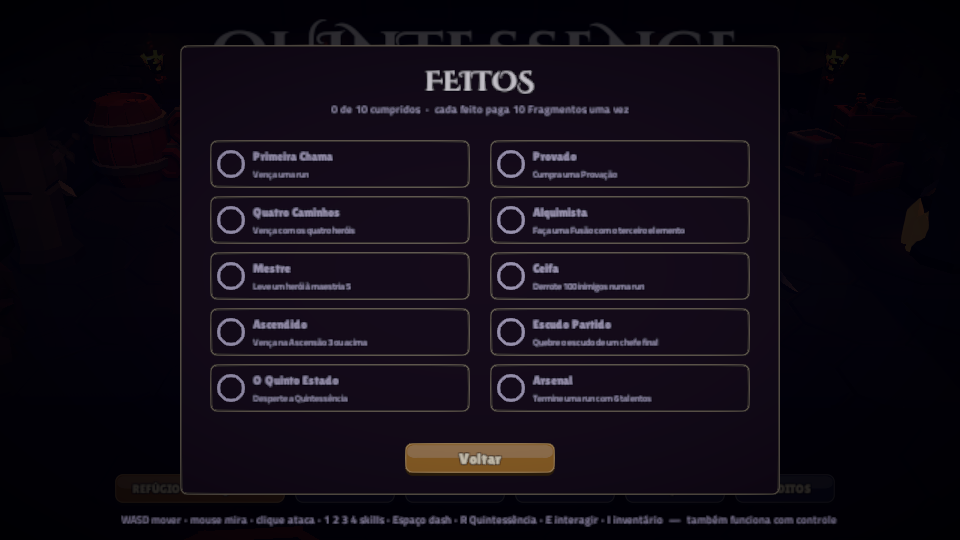 QUINTESSENCE
FEITOS
0 de 10 cumpridos - cada feito paga 10 Fragmentos uma vez
Primeira Chama
Vença uma run
Provado
Cumpra uma Provação
Quatro Caminhos
Vença com os quatro heróis
Alquimista
Faça uma Fusão com o terceiro elemento
Mestre
Leve um herói à maestria 5
Ceifa
Derrote 100 inimigos numa run
Ascendido
Vença na Ascensão 3 ou acima
Escudo Partido
Quebre o escudo de um chefe final
O Quinto Estado
Desperte a Quintessência
Arsenal
Termine uma run com 6 talentos
Voltar
REFÚGIO
WASD mover - mouse mira - clique ataca - 1 2 3 4 skills - Espaço dash - R Quintessência - E interagir - I inventário — também funciona com controle